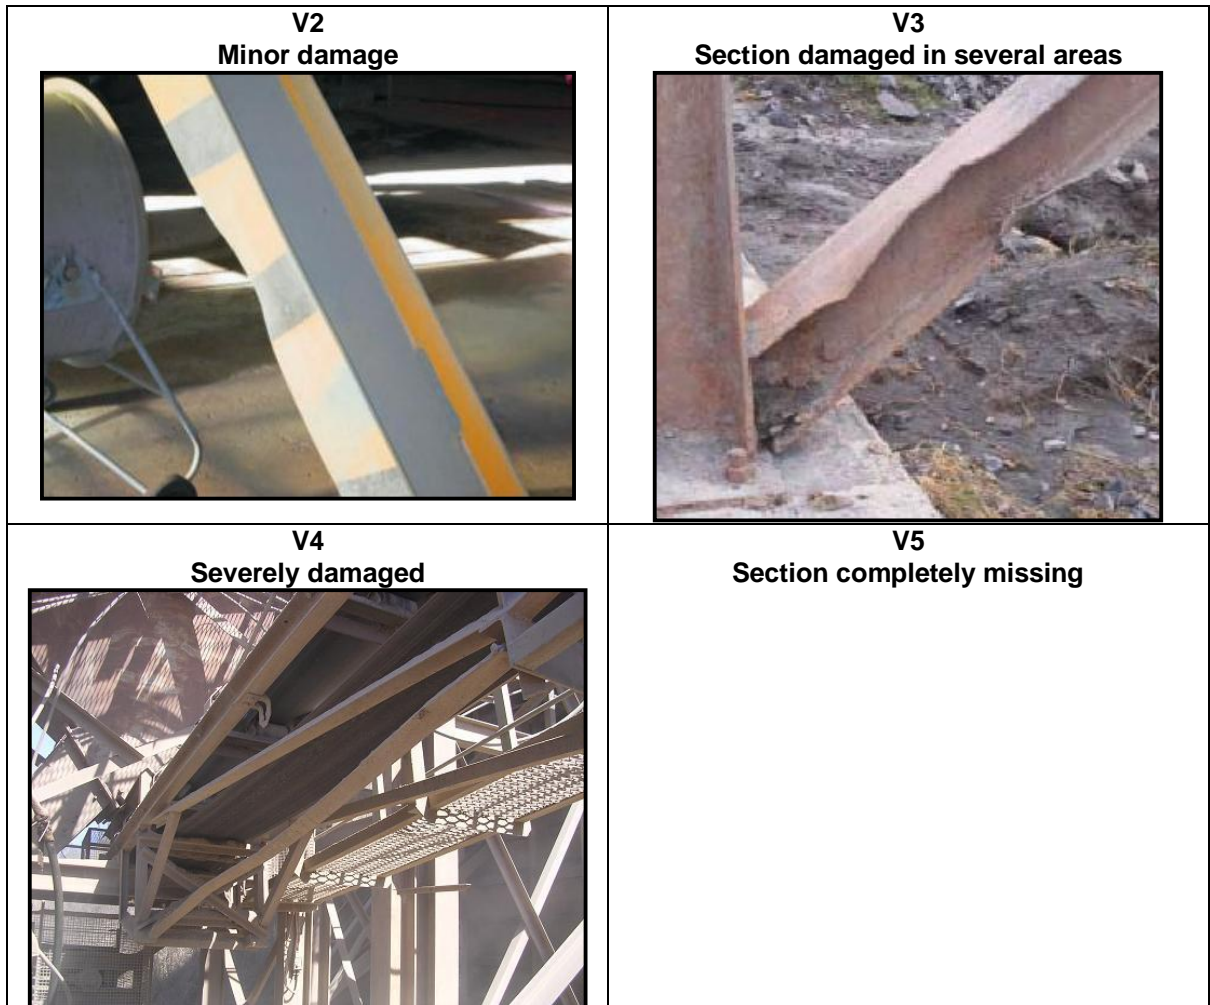 V2
Minor damage
V3
Section damaged in several areas
V4
Severely damaged
V5
Section completely missing